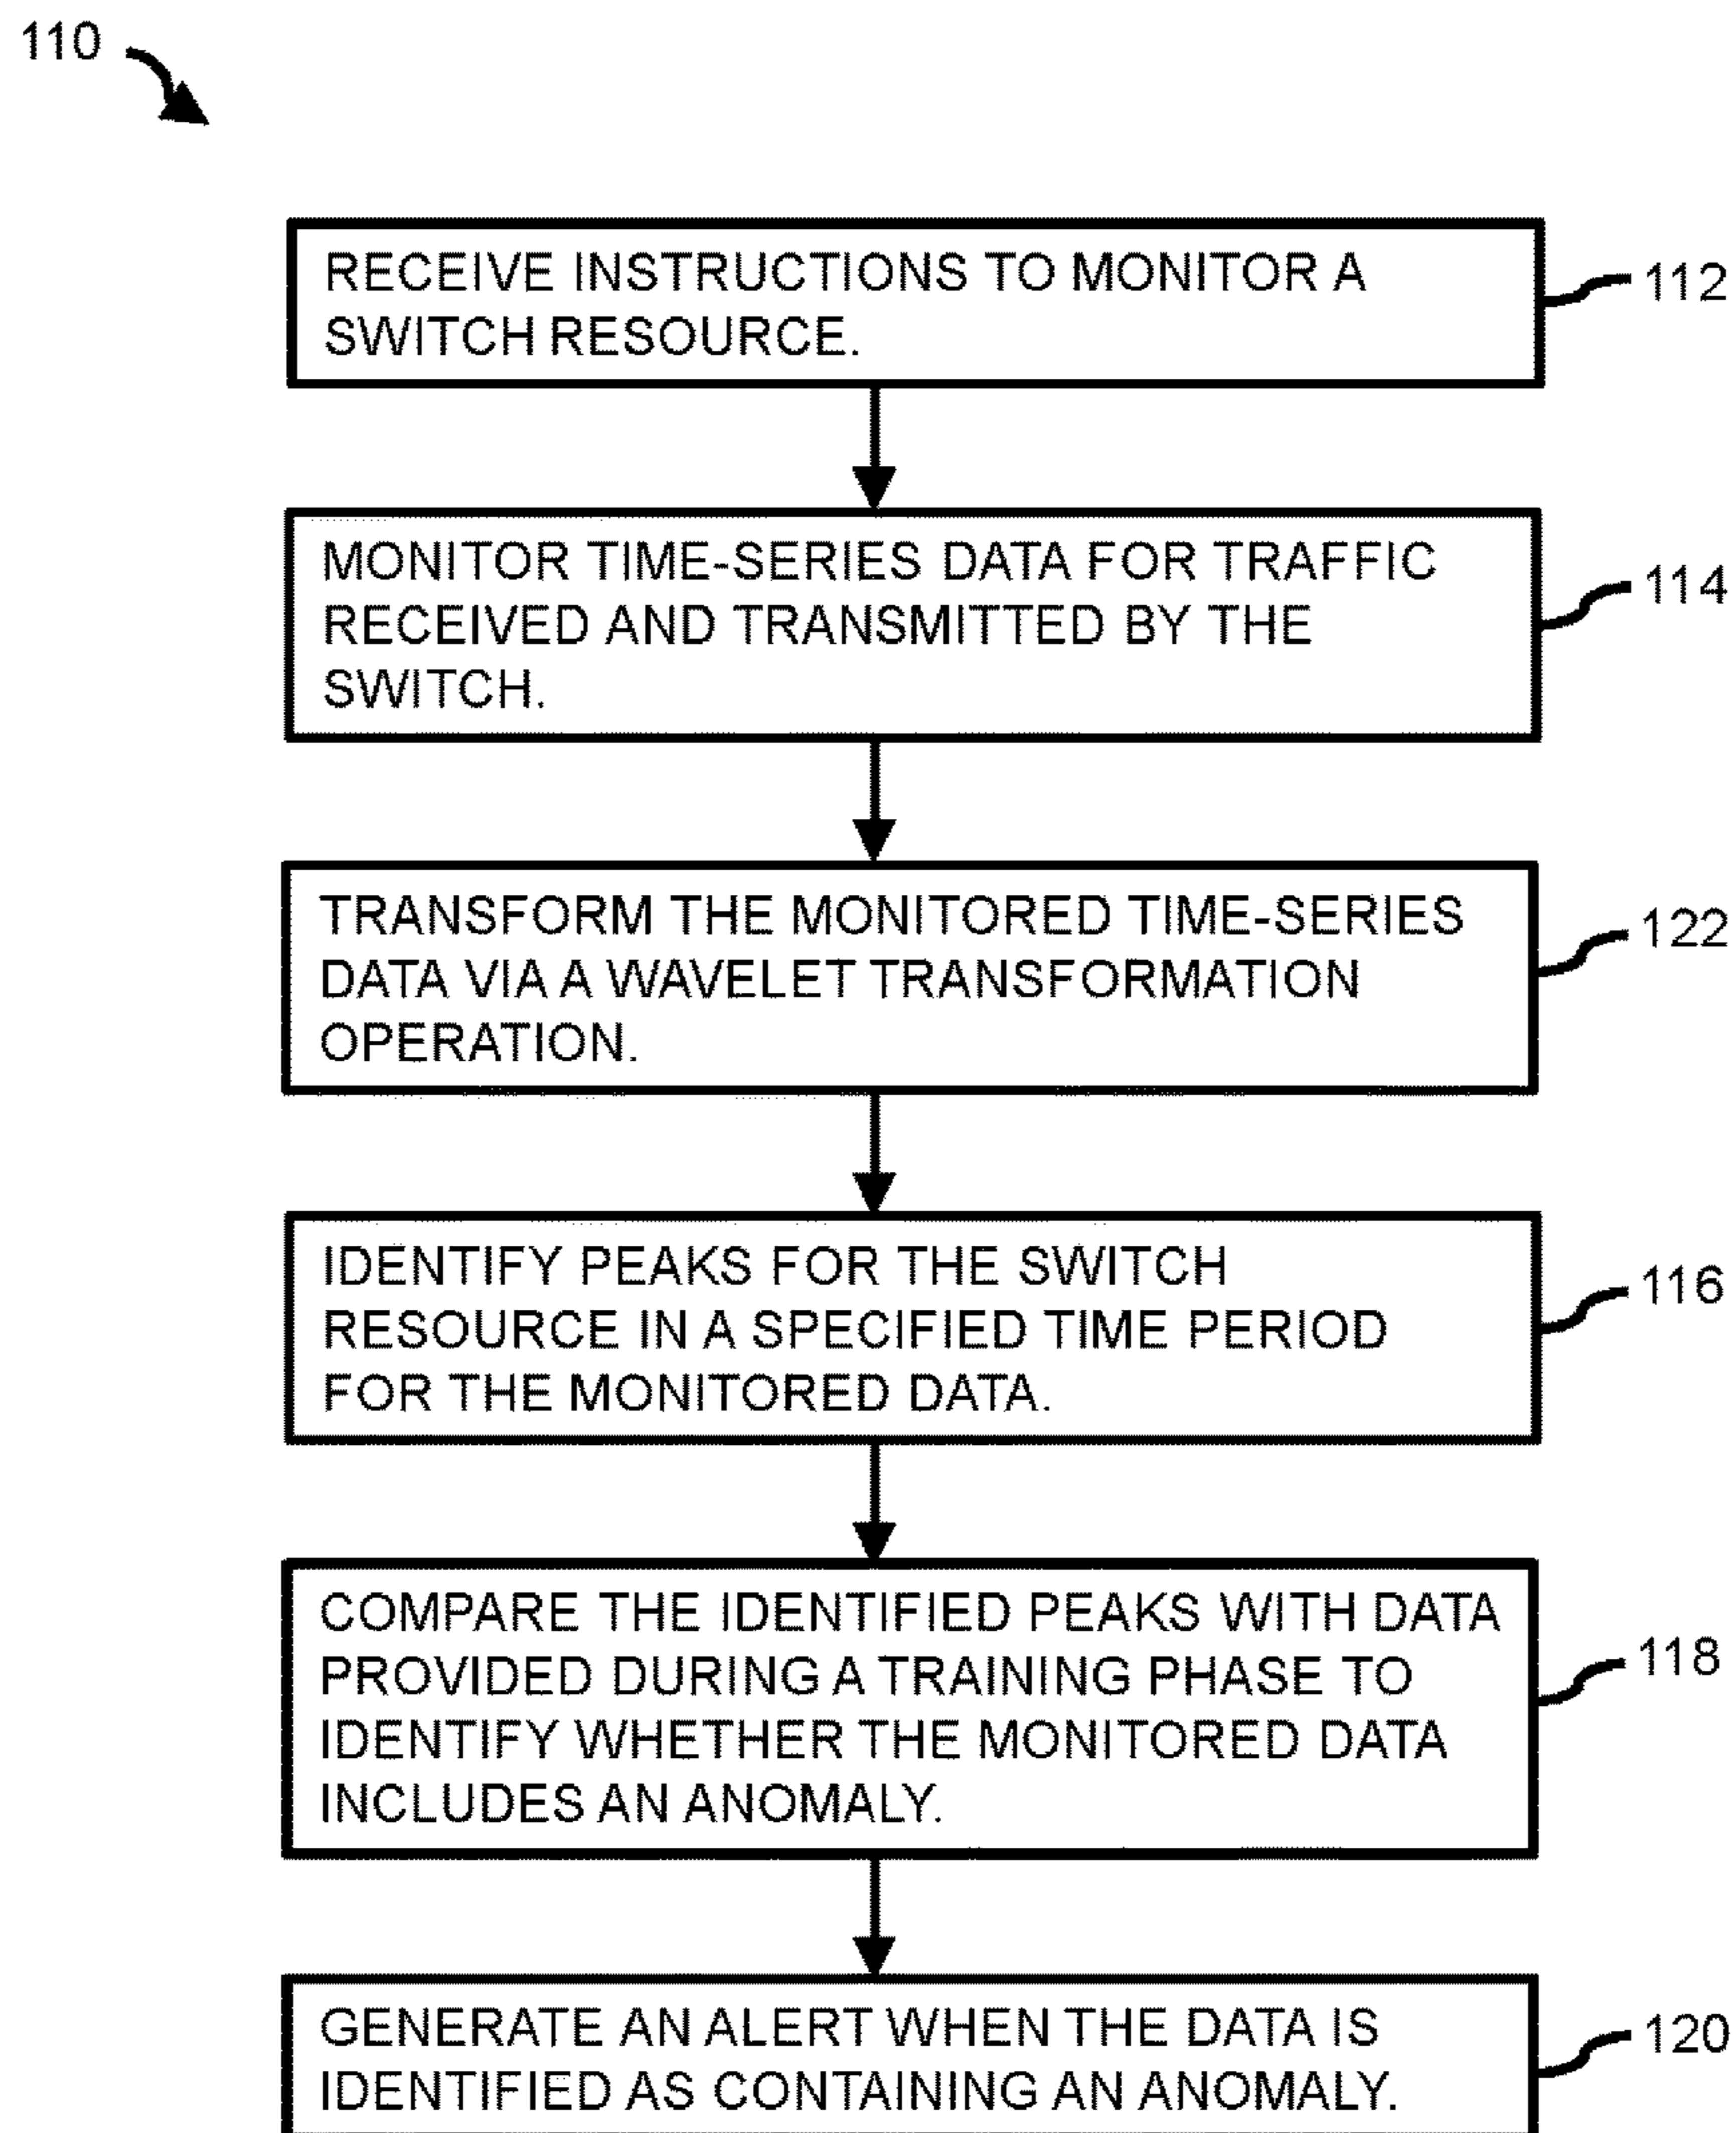 110
RECEIVE INSTRUCTIONS TO MONITOR A
SWITCH RESOURCE.
112
MONITOR TIME-SERIES DATA FOR TRAFFIC
RECEIVED AND TRANSMITTED BY THE
SWITCH.
114
TRANSFORM THE MONITORED TIME-SERIES
DATA VIA A WAVELET TRANSFORMATION
OPERATION.
122
IDENTIFY PEAKS FOR THE SWITCH
RESOURCE IN A SPECIFIED TIME PERIOD
FOR THE MONITORED DATA.
116
COMPARE THE IDENTIFIED PEAKS WITH DATA
PROVIDED DURING A TRAINING PHASE TO
IDENTIFY WHETHER THE MONITORED DATA
INCLUDES AN ANOMALY.
118
GENERATE AN ALERT WHEN THE DATA IS
IDENTIFIED AS CONTAINING AN ANOMALY.
120